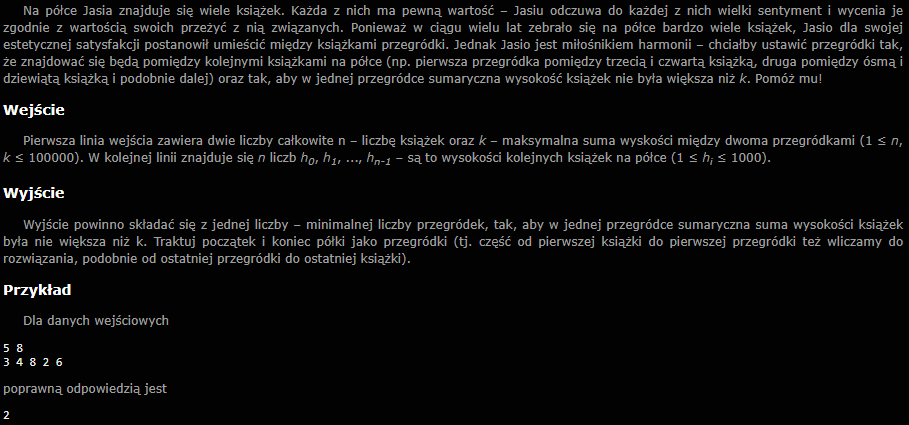 Na półce Jasia znajduje się wiele książek. Każda z nich ma pewną wartość – Jasiu odczuwa do każdej z nich wielki sentyment i wycenia je
zgodnie z wartością swoich przeżyć z nią związanych. Ponieważ w ciągu wielu lat zebrało się na półce bardzo wiele książek, Jasio dla swojej
estetycznej satysfakcji postanowił umieścić między książkami przegródki. Jednak Jasio jest miłośnikiem harmonii – chciałby ustawić przegródki tak,
że znajdować się będą pomiędzy kolejnymi książkami na półce (np. pierwsza przegródka pomiędzy trzecią i czwartą książką, druga pomiędzy ósmą i
dziewiątą książką i podobnie dalej) oraz tak, aby w jednej przegródce sumaryczna wysokość książek nie była większa niż k. Pomóż mu!
Wejście
Pierwsza linia wejścia zawiera dwie liczby całkowite n – liczbę książek oraz k – maksymalna suma wyskości między dwoma przegródkami (1 ≤ n,
k ≤ 100000). W kolejnej linii znajduje się n liczb h0, h1, ..., hn-1 – są to wysokości kolejnych książek na półce (1 ≤ hi ≤ 1000).
Wyjście
Wyjście powinno składać się z jednej liczby – minimalnej liczby przegródek, tak, aby w jednej przegródce sumaryczna suma wysokości książek
była nie większa niż k. Traktuj początek i koniec półki jako przegródki (tj. część od pierwszej książki do pierwszej przegródki też wliczamy do
rozwiązania, podobnie od ostatniej przegródki do ostatniej książki).
Przykład
Dla danych wejściowych
5 8
3 4 8 2 6
poprawną odpowiedzią jest
2